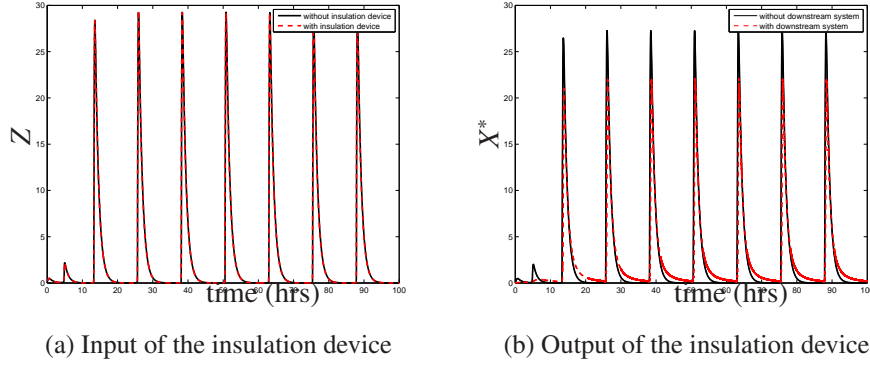 30
25
20
15
10
5
0
Z
0 10 20 30 40 50 60 70 80 90 100
time (hrs)
without insulation device
with insulation device
(a) Input of the insulation device
30
25
20
15
10
5
0
X*
0 10 20 30 40 50 60 70 80 90 100
time (hrs)
without downstream system
with downstream system
(b) Output of the insulation device